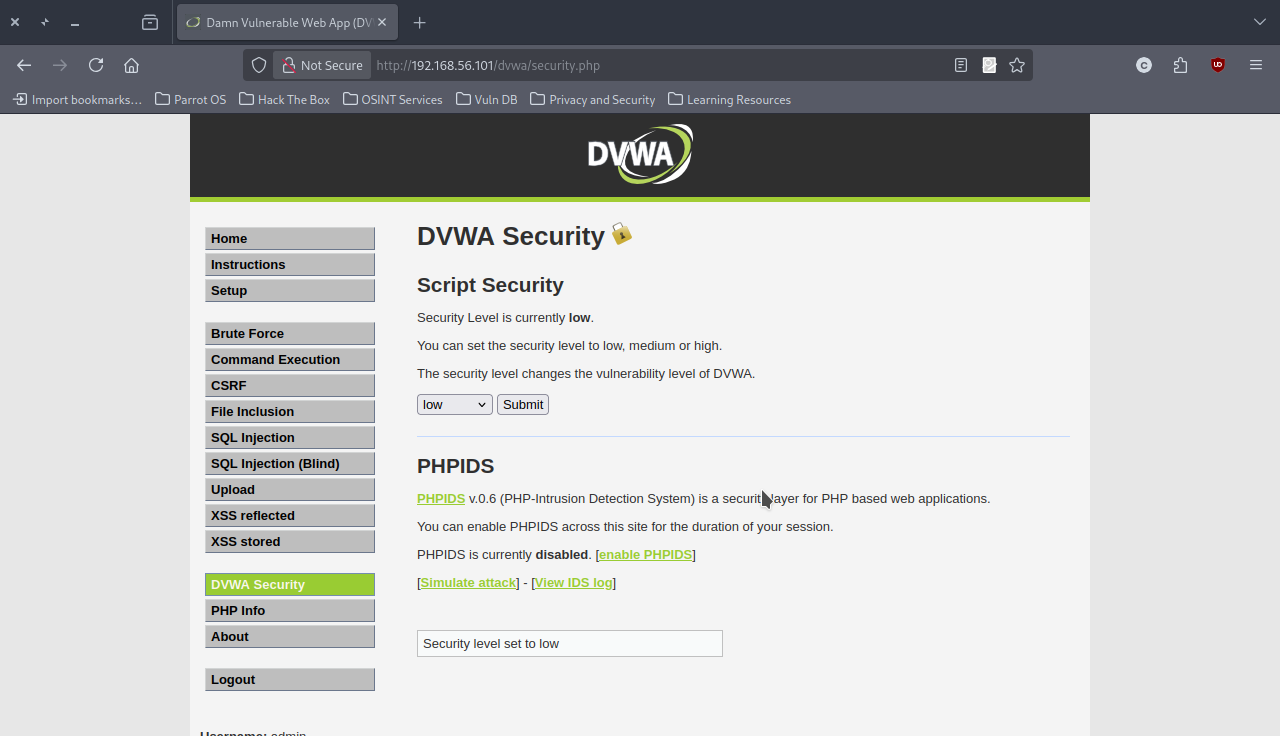 Damn Vulnerable Web App (DV
Not Secure
http://192.168.56.101/dvwa/security.php
C
Import bookmarks…
Parrot OS
Hack The Box
OSINT Services
Vuln DB
Privacy and Security
Learning Resources
DVWA
Home
Instructions
Setup
Brute Force
Command Execution
CSRF
File Inclusion
SQL Injection
SQL Injection (Blind)
Upload
XSS reflected
XSS stored
DVWA Security
PHP Info
About
Logout
Username: admin
DVWA Security
Script Security
Security Level is currently low.
You can set the security level to low, medium or high.
The security level changes the vulnerability level of DVWA.
low Submit
PHPIDS
PHPIDS v.0.6 (PHP-Intrusion Detection System) is a security layer for PHP based web applications.
You can enable PHPIDS across this site for the duration of your session.
PHPIDS is currently disabled. [enable PHPIDS]
[Simulate attack] - [View IDS log]
Security level set to low